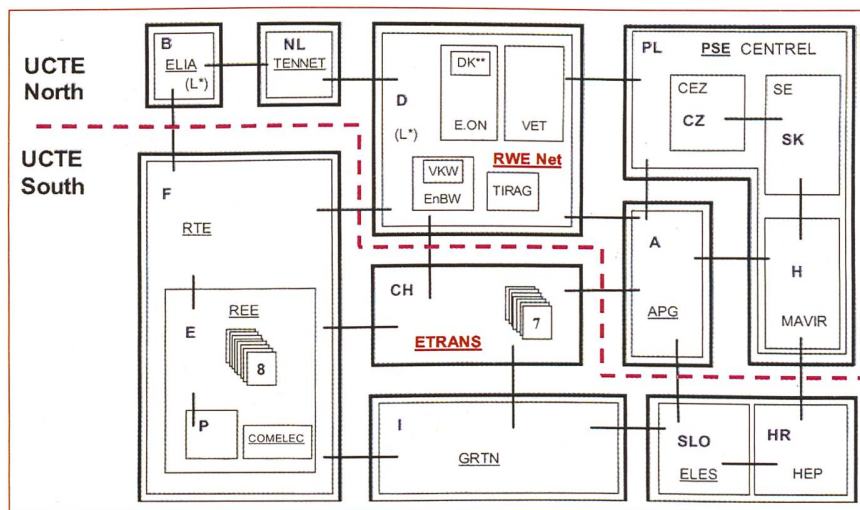 UCTE
North
UCTE
South
B
ELIA
(L*)
NL
TENNET
D
(L*)
DK**
E.ON
VET
RWE Net
VKW
EnBW
TIRAG
PL
PSE CENTREL
CEZ
CZ
SE
SK
H
MAVIR
A
APG
F
RTE
REE
E
8
P
COMELEC
CH
7
ETRANS
I
GRTN
SLO
ELES
HR
HEP